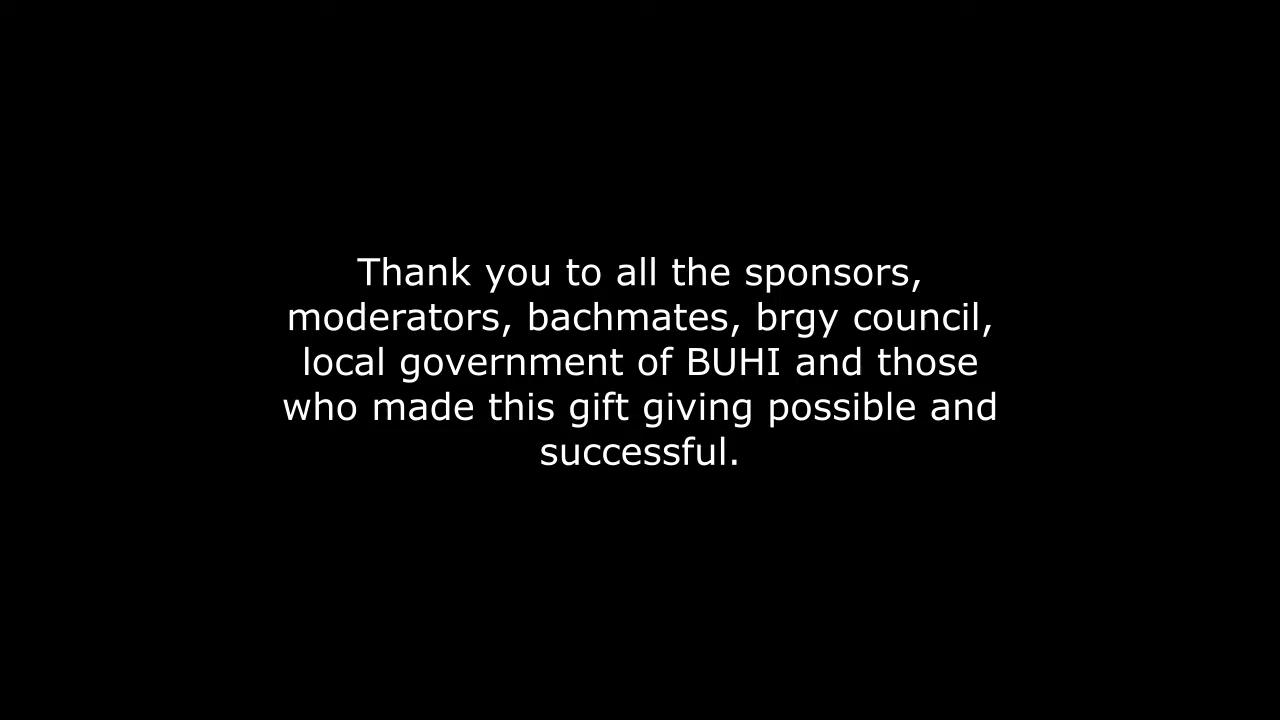 Thank you to all the sponsors,
moderators, bachmates, brgy council,
local government of BUHI and those
who made this gift giving possible and
successful.